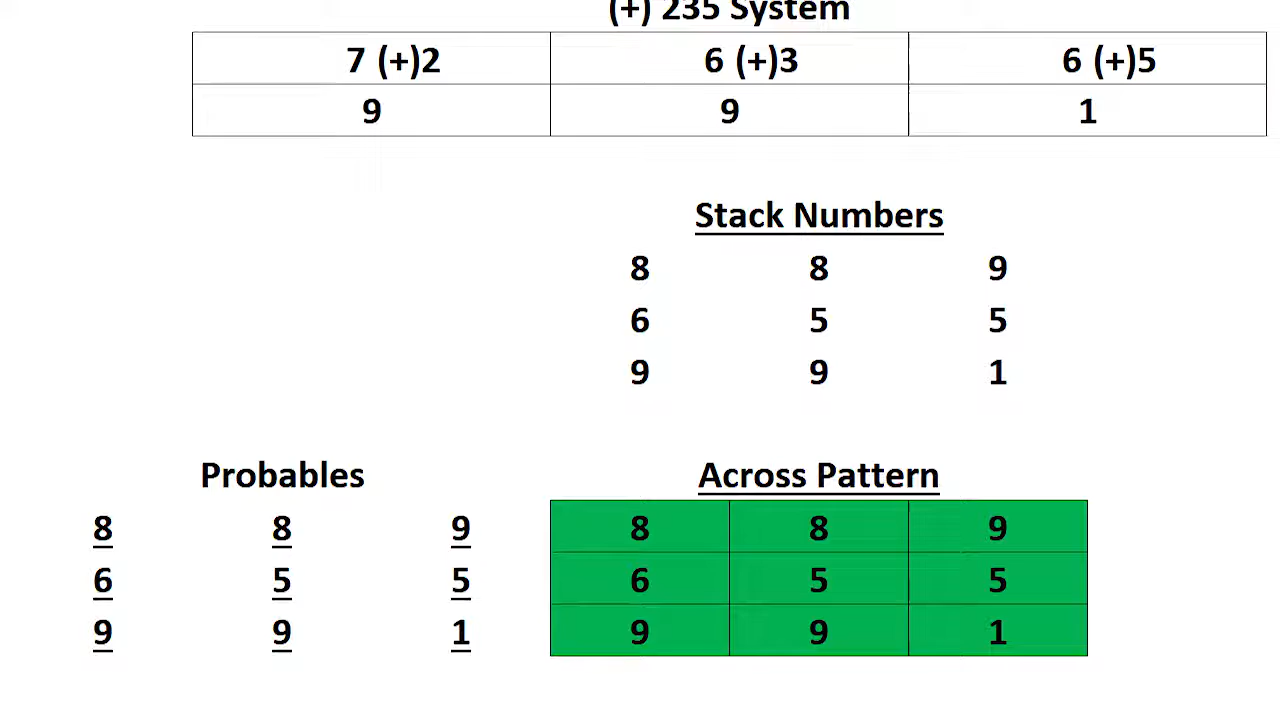 (+) 235 System
7 (+)2 6 (+)3 6 (+)5
9 9 1
Stack Numbers
8 8 9
6 5 5
9 9 1
Probables
8 8 9
6 5 5
9 9 1
Across Pattern
8 8 9
6 5 5
9 9 1